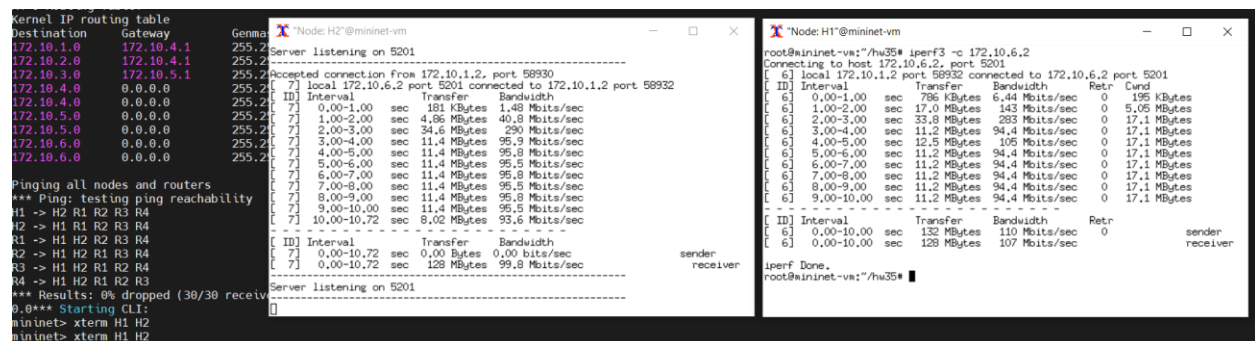 Kernel IP routing table
Destination Gateway Genma
172.10.1.0 172.10.4.1 255.2
172.10.2.0 172.10.4.1 255.2
172.10.3.0 172.10.5.1 255.2
172.10.4.0 0.0.0.0 255.2
172.10.4.0 0.0.0.0 255.2
172.10.5.0 0.0.0.0 255.2
172.10.5.0 0.0.0.0 255.2
172.10.6.0 0.0.0.0 255.2
172.10.6.0 0.0.0.0 255.2
Pinging all nodes and routers
*** Ping: testing ping reachability
H1 -> H2 R1 R2 R3 R4
H2 -> H1 R1 R2 R3 R4
R1 -> H1 H2 R2 R3 R4
R2 -> H1 H2 R1 R3 R4
R3 -> H1 H2 R1 R2 R4
R4 -> H1 H2 R1 R2 R3
*** Results: 0% dropped (30/30 receiv
0.0*** Starting CLI:
mininet> xterm H1 H2
mininet> xterm H1 H2
"Node: H2"@mininet-vm
Server listening on 5201
-----------------------------------------------------------
Accepted connection from 172.10.1.2, port 58930
[ 7] local 172.10.6.2 port 5201 connected to 172.10.1.2 port 58932
[ ID] Interval Transfer Bandwidth
[ 7] 0.00-1.00 sec 181 KBytes 1.48 Mbits/sec
[ 7] 1.00-2.00 sec 4.86 MBytes 40.8 Mbits/sec
[ 7] 2.00-3.00 sec 34.6 MBytes 290 Mbits/sec
[ 7] 3.00-4.00 sec 11.4 MBytes 95.9 Mbits/sec
[ 7] 4.00-5.00 sec 11.4 MBytes 95.8 Mbits/sec
[ 7] 5.00-6.00 sec 11.4 MBytes 95.5 Mbits/sec
[ 7] 6.00-7.00 sec 11.4 MBytes 95.8 Mbits/sec
[ 7] 7.00-8.00 sec 11.4 MBytes 95.5 Mbits/sec
[ 7] 8.00-9.00 sec 11.4 MBytes 95.8 Mbits/sec
[ 7] 9.00-10.00 sec 11.4 MBytes 95.5 Mbits/sec
[ 7] 10.00-10.72 sec 8.02 MBytes 93.6 Mbits/sec
- - - - - - - - - - - - - - - - - - - - - - - - -
[ ID] Interval Transfer Bandwidth
[ 7] 0.00-10.72 sec 0.00 Bytes 0.00 bits/sec sender
[ 7] 0.00-10.72 sec 128 MBytes 99.8 Mbits/sec receiver
-----------------------------------------------------------
Server listening on 5201
-----------------------------------------------------------
"Node: H1"@mininet-vm
root@mininet-vm:~/hw35# iperf3 -c 172.10.6.2
Connecting to host 172.10.6.2, port 5201
[ 6] local 172.10.1.2 port 58932 connected to 172.10.6.2 port 5201
[ ID] Interval Transfer Bandwidth Retr Cwnd
[ 6] 0.00-1.00 sec 786 KBytes 6.44 Mbits/sec 0 195 KBytes
[ 6] 1.00-2.00 sec 17.0 MBytes 143 Mbits/sec 0 5.05 MBytes
[ 6] 2.00-3.00 sec 33.8 MBytes 283 Mbits/sec 0 17.1 MBytes
[ 6] 3.00-4.00 sec 11.2 MBytes 94.4 Mbits/sec 0 17.1 MBytes
[ 6] 4.00-5.00 sec 12.5 MBytes 105 Mbits/sec 0 17.1 MBytes
[ 6] 5.00-6.00 sec 11.2 MBytes 94.4 Mbits/sec 0 17.1 MBytes
[ 6] 6.00-7.00 sec 11.2 MBytes 94.4 Mbits/sec 0 17.1 MBytes
[ 6] 7.00-8.00 sec 11.2 MBytes 94.4 Mbits/sec 0 17.1 MBytes
[ 6] 8.00-9.00 sec 11.2 MBytes 94.4 Mbits/sec 0 17.1 MBytes
[ 6] 9.00-10.00 sec 11.2 MBytes 94.4 Mbits/sec 0 17.1 MBytes
- - - - - - - - - - - - - - - - - - - - - - - - -
[ ID] Interval Transfer Bandwidth Retr
[ 6] 0.00-10.00 sec 132 MBytes 110 Mbits/sec 0 sender
[ 6] 0.00-10.00 sec 128 MBytes 107 Mbits/sec receiver
iperf Done.
root@mininet-vm:~/hw35#